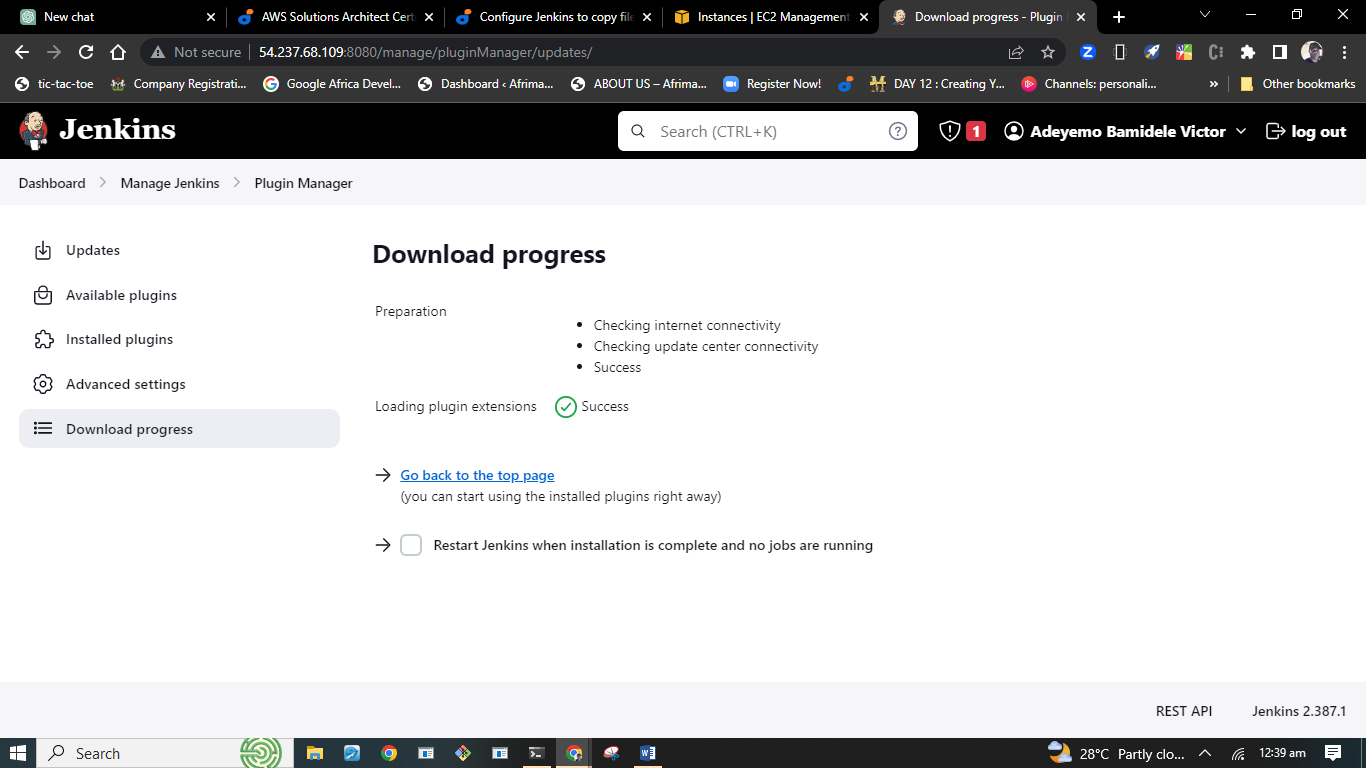 New chat
AWS Solutions Architect Cert
Configure Jenkins to copy file
Instances | EC2 Management
Download progress - Plugin
Not secure
54.237.68.109:8080/manage/pluginManager/updates/
tic-tac-toe
Company Registrati...
Google Africa Devel...
Dashboard ‹ Afrima...
ABOUT US – Afrima...
Register Now!
DAY 12 : Creating Y...
Channels: personali...
»
Other bookmarks
Jenkins
Search (CTRL+K)
1
Adeyemo Bamidele Victor
log out
Dashboard
Manage Jenkins
Plugin Manager
Updates
Available plugins
Installed plugins
Advanced settings
Download progress
Download progress
Preparation
Checking internet connectivity
Checking update center connectivity
Success
Loading plugin extensions
Success
Go back to the top page
(you can start using the installed plugins right away)
Restart Jenkins when installation is complete and no jobs are running
REST API
Jenkins 2.387.1
Search
28°C Partly clo...
12:39 am